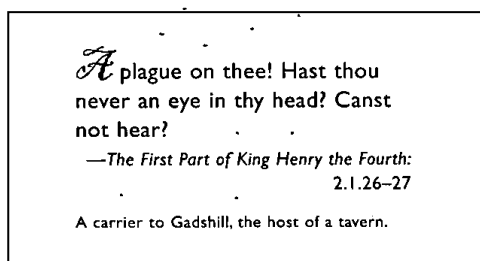 A plague on thee! Hast thou
never an eye in thy head? Canst
not hear?
—The First Part of King Henry the Fourth:
2.1.26–27
A carrier to Gadshill, the host of a tavern.